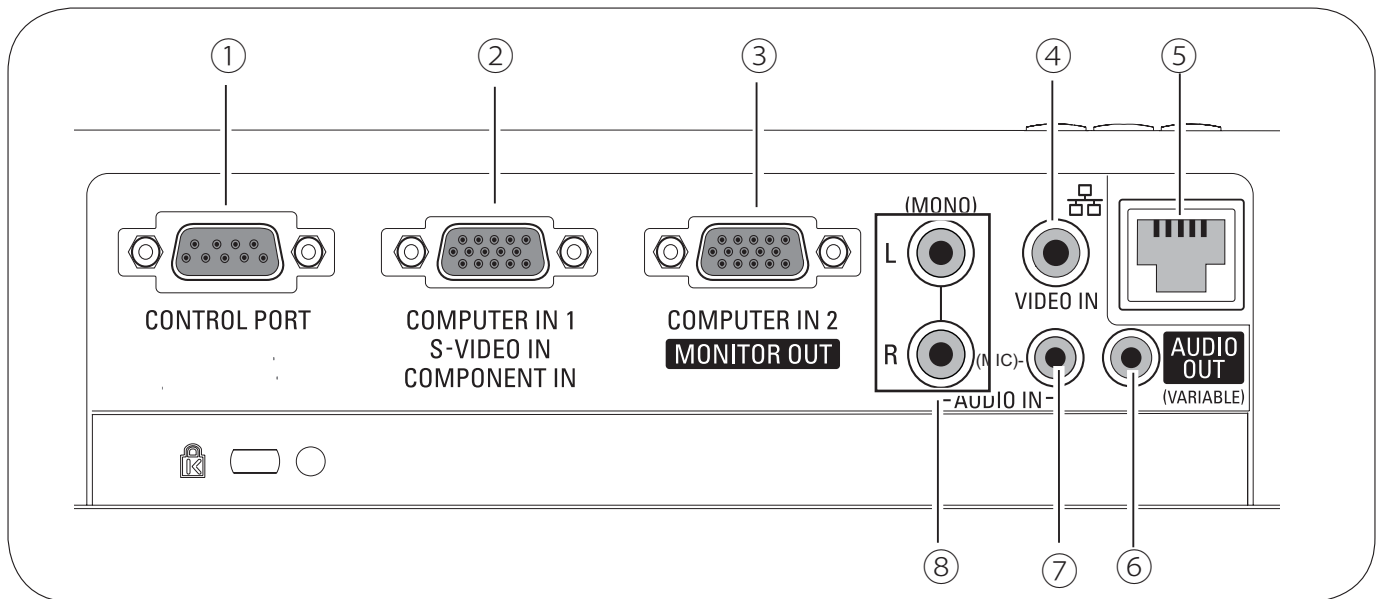 ① ② ③ ④ ⑤
(MONO)
L
VIDEO IN
CONTROL PORT
COMPUTER IN 1
S-VIDEO IN
COMPONENT IN
COMPUTER IN 2
MONITOR OUT
R
(MIC)
AUDIO IN
AUDIO
OUT
(VARIABLE)
K
⑧ ⑦ ⑥